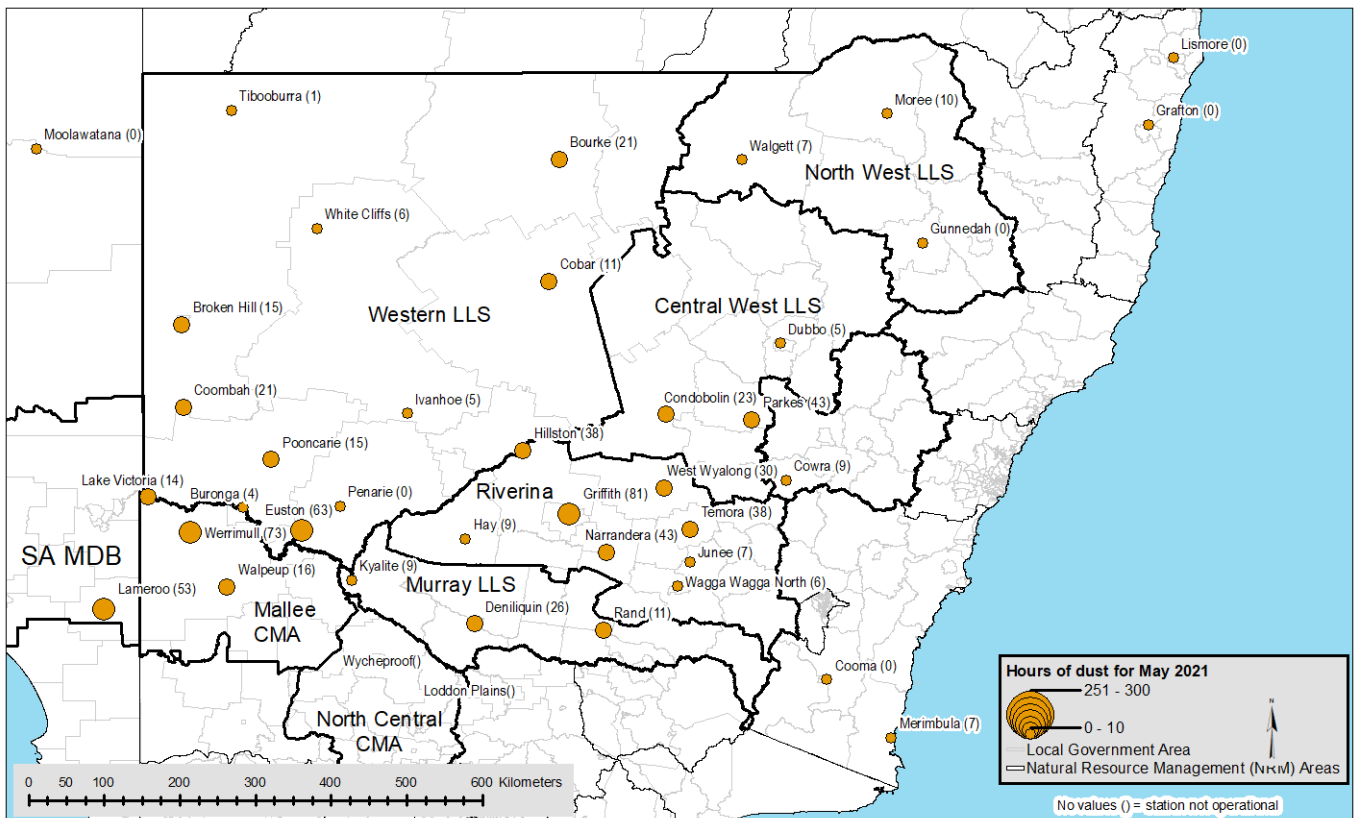 Lismore (0)
Tibooburra (1)
Moree (10)
Grafton (0)
Moolawatana (0)
Bourke (21)
Walgett (7)
North West LLS
White Cliffs (6)
Gunnedah (0)
Cobar (11)
Central West LLS
Broken Hill (15)
Western LLS
Dubbo (5)
Coombah (21)
Ivanhoe (5)
Condobolin (23)
Parkes (43)
Pooncarie (15)
Hillston (38)
West Wyalong (30)
Cowra (9)
Lake Victoria (14)
Buronga (4)
Penarie (0)
Riverina
Griffith (81)
Euston (63)
Temora (38)
Werrimull (73)
Hay (9)
Narrandera (43)
SA MDB
Junee (7)
Walpeup (16)
Kyalite (9)
Murray LLS
Wagga Wagga North (6)
Lameroo (53)
Mallee
CMA
Deniliquin (26)
Rand (11)
Wycheproof()
Cooma (0)
Loddon Plains()
North Central
CMA
Merimbula (7)
Hours of dust for May 2021
251 - 300
0 - 10
N
Local Government Area
Natural Resource Management (NRM) Areas
0 50 100 200 300 400 500 600 Kilometers
No values () = station not operational